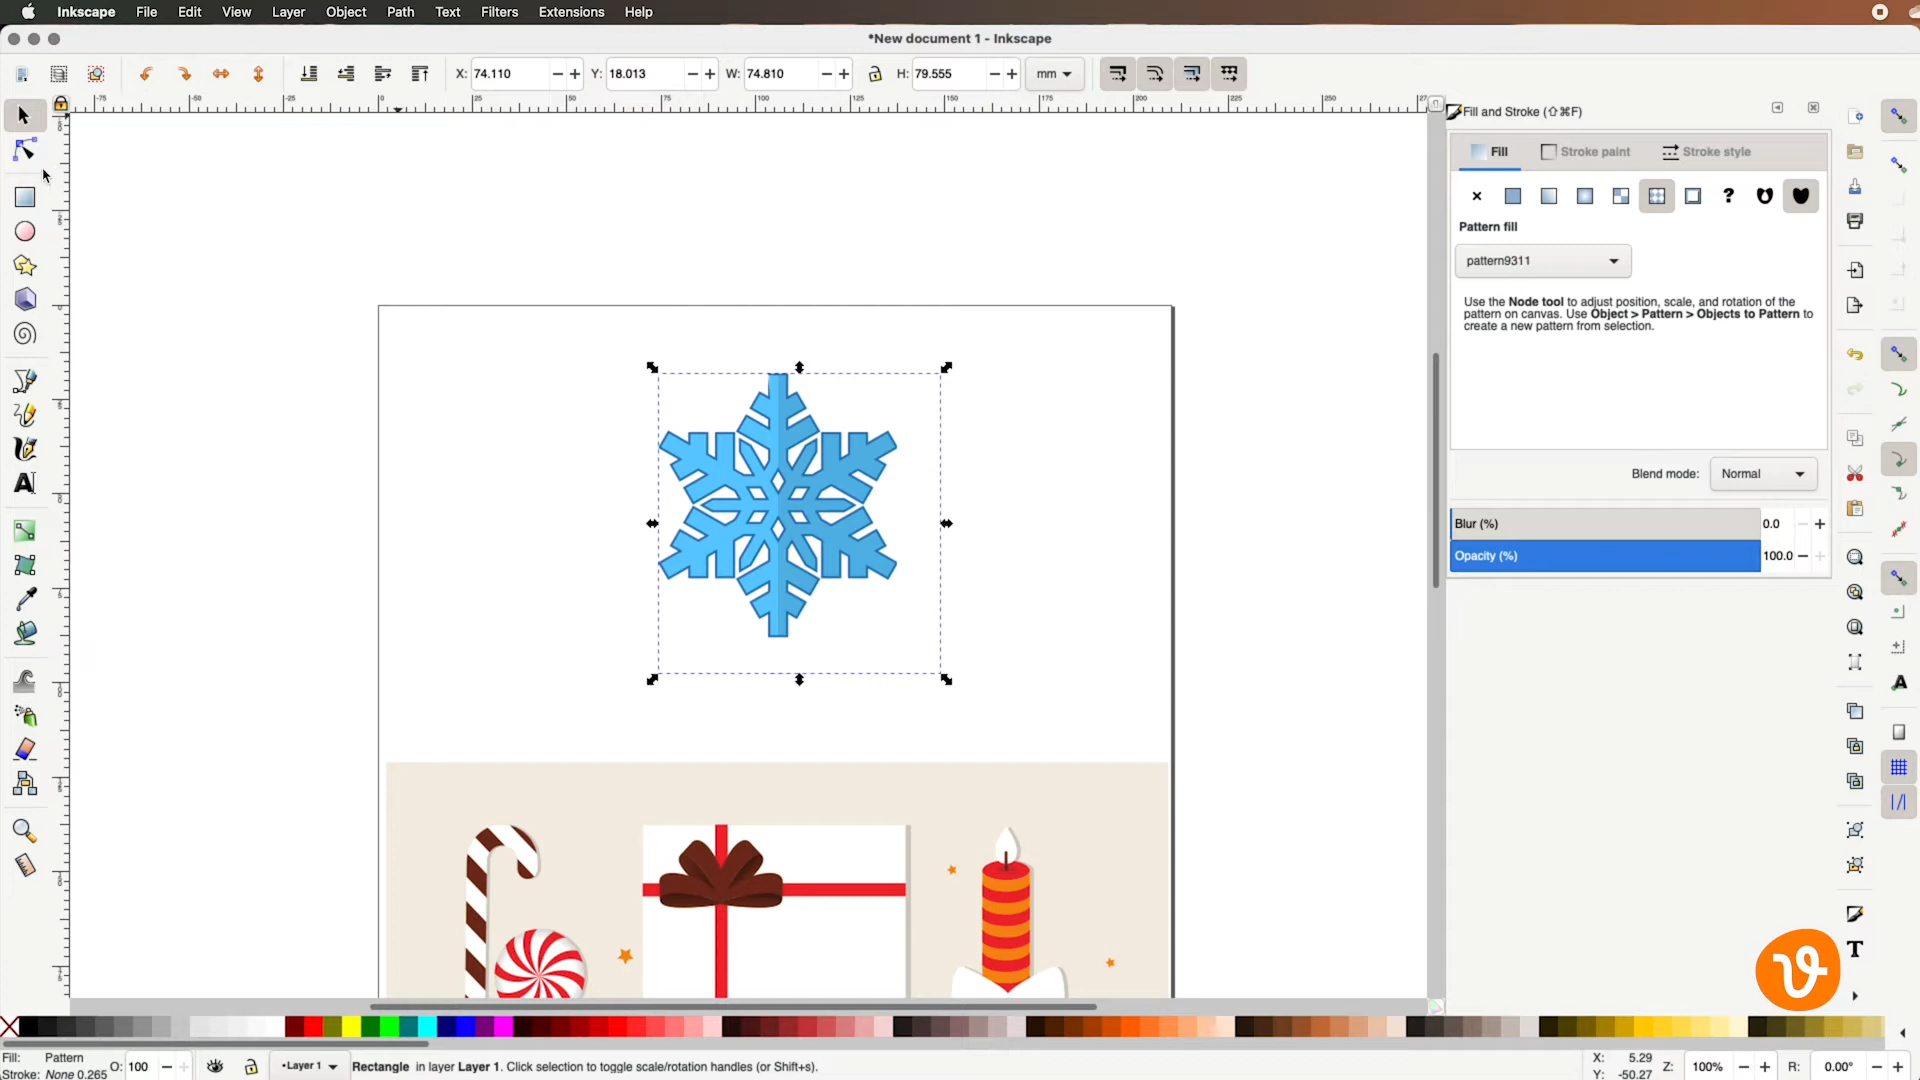 Inkscape File Edit View Layer Object Path Text Filters Extensions Help
*New document 1 - Inkscape
X: 74.110 Y: 18.013 W: 74.810 H: 79.555 mm
Fill and Stroke (⇧⌘F)
Fill Stroke paint Stroke style
?
Pattern fill
pattern9311
Use the Node tool to adjust position, scale, and rotation of the
pattern on canvas. Use Object > Pattern > Objects to Pattern to
create a new pattern from selection.
Blend mode: Normal
Blur (%) 0.0
Opacity (%) 100.0
Fill: Pattern
Stroke: None 0.265
O: 100
•Layer 1
Rectangle in layer Layer 1. Click selection to toggle scale/rotation handles (or Shift+s).
X: 5.29
Y: -50.27
Z: 100%
R: 0.00°